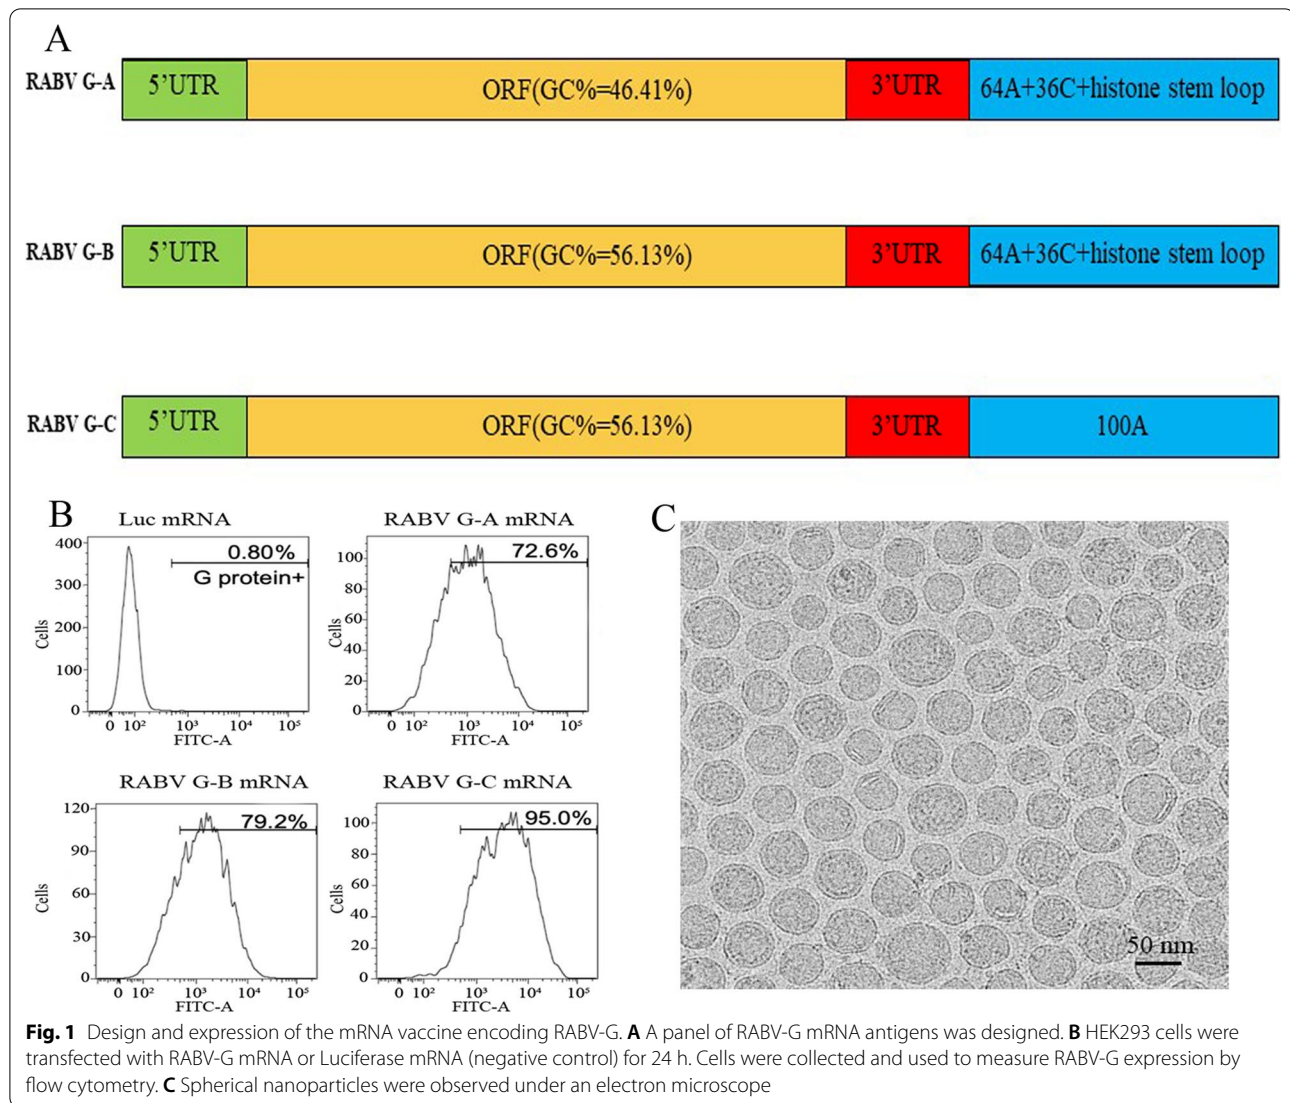 A
RABV G-A 5’UTR ORF(GC%=46.41%) 3’UTR 64A+36C+histone stem loop
RABV G-B 5’UTR ORF(GC%=56.13%) 3’UTR 64A+36C+histone stem loop
RABV G-C 5’UTR ORF(GC%=56.13%) 3’UTR 100A
B
Luc mRNA
400
300
200
100
0
Cells
0.80%
G protein+
0 10² 10³ 10⁴ 10⁵
FITC-A
RABV G-A mRNA
100
80
60
40
20
0
Cells
72.6%
0 10² 10³ 10⁴ 10⁵
FITC-A
RABV G-B mRNA
120
90
60
30
0
Cells
79.2%
0 10² 10³ 10⁴ 10⁵
FITC-A
RABV G-C mRNA
100
80
60
40
20
0
Cells
95.0%
0 10² 10³ 10⁴ 10⁵
FITC-A
C
50 nm
Fig. 1 Design and expression of the mRNA vaccine encoding RABV-G. A A panel of RABV-G mRNA antigens was designed. B HEK293 cells were
transfected with RABV-G mRNA or Luciferase mRNA (negative control) for 24 h. Cells were collected and used to measure RABV-G expression by
flow cytometry. C Spherical nanoparticles were observed under an electron microscope